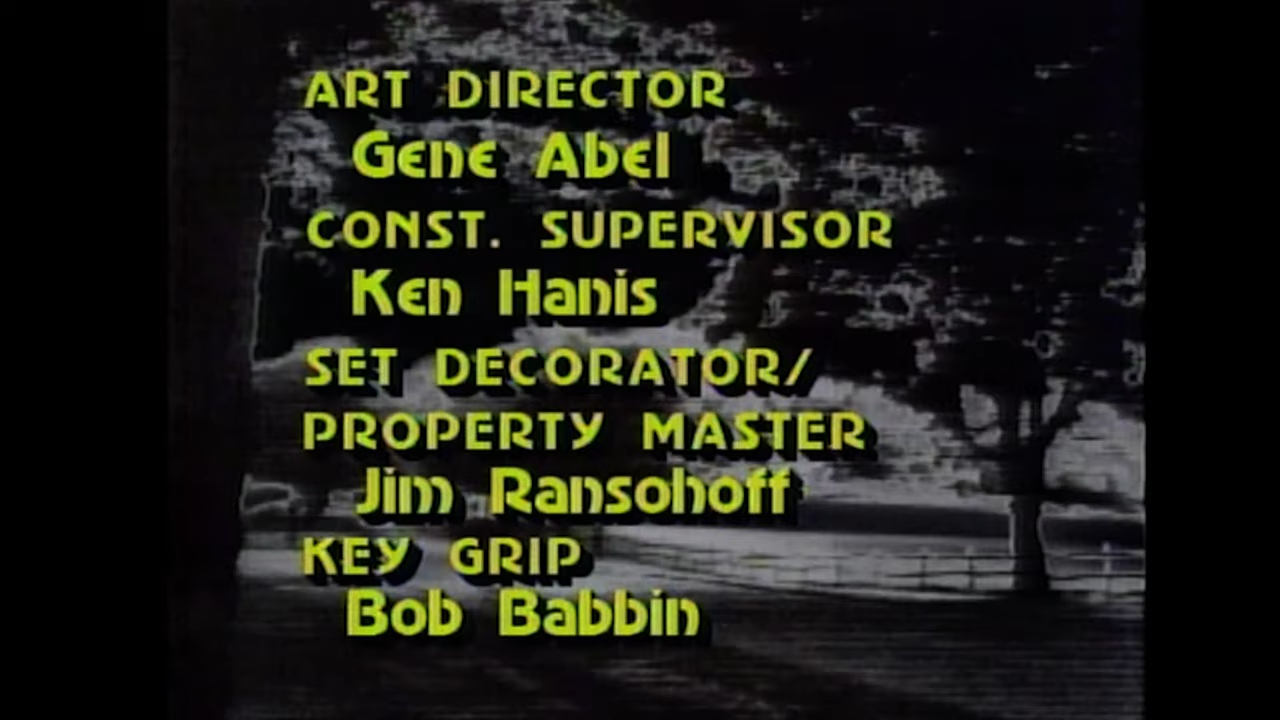 ART DIRECTOR
Gene Abel
CONST. SUPERVISOR
Ken Hanis
SET DECORATOR/
PROPERTY MASTER
Jim Ransohoff
KEY GRIP
Bob Babbin